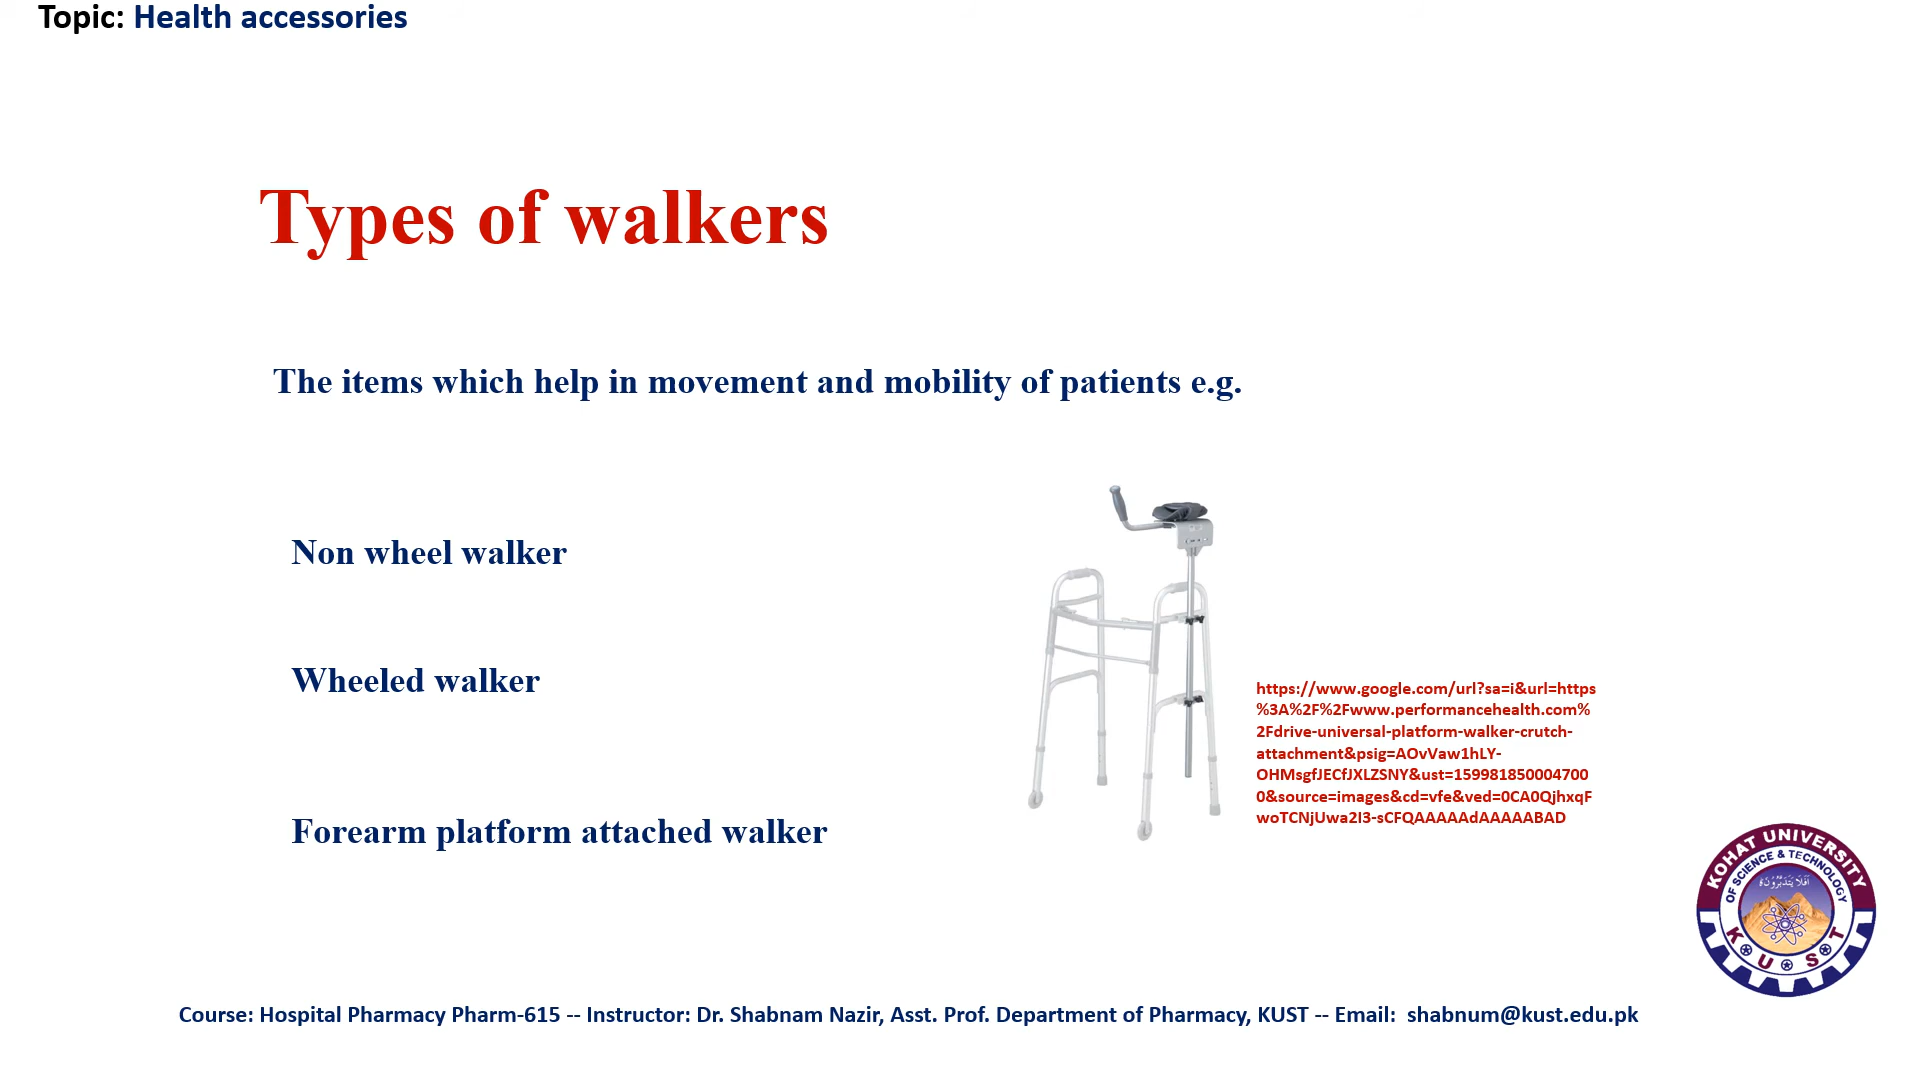 Topic: Health accessories
Types of walkers
The items which help in movement and mobility of patients e.g.
Non wheel walker
Wheeled walker
Forearm platform attached walker
https://www.google.com/url?sa=i&url=https
%3A%2F%2Fwww.performancehealth.com%
2Fdrive-universal-platform-walker-crutch-
attachment&psig=AOvVaw1hLY-
OHMsgfJECfJXLZSNY&ust=159981850004700
0&source=images&cd=vfe&ved=0CA0QjhxqF
woTCNjUwa2I3-sCFQAAAAAdAAAAABAD
KOHAT UNIVERSITY
OF SCIENCE & TECHNOLOGY
أفلا يتدبرون
K U S T
Course: Hospital Pharmacy Pharm-615 -- Instructor: Dr. Shabnam Nazir, Asst. Prof. Department of Pharmacy, KUST -- Email:  shabnum@kust.edu.pk